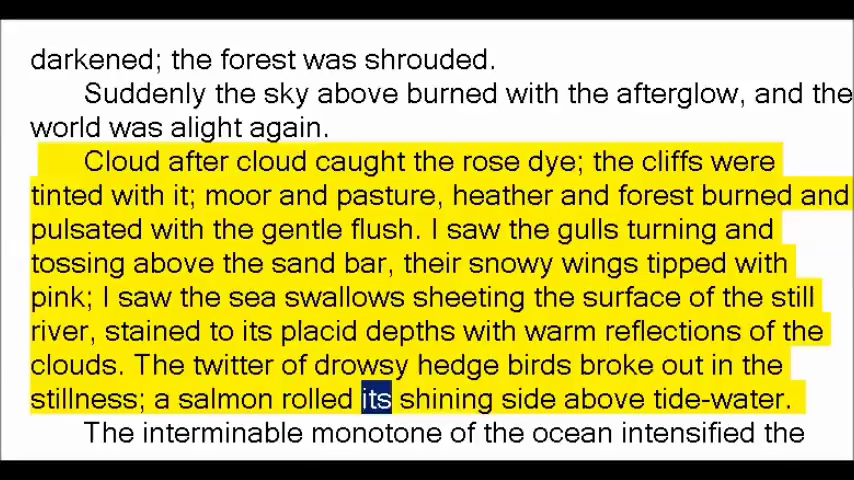 darkened; the forest was shrouded.
Suddenly the sky above burned with the afterglow, and the
world was alight again.
Cloud after cloud caught the rose dye; the cliffs were
tinted with it; moor and pasture, heather and forest burned and
pulsated with the gentle flush. I saw the gulls turning and
tossing above the sand bar, their snowy wings tipped with
pink; I saw the sea swallows sheeting the surface of the still
river, stained to its placid depths with warm reflections of the
clouds. The twitter of drowsy hedge birds broke out in the
stillness; a salmon rolled its shining side above tide-water.
The interminable monotone of the ocean intensified the